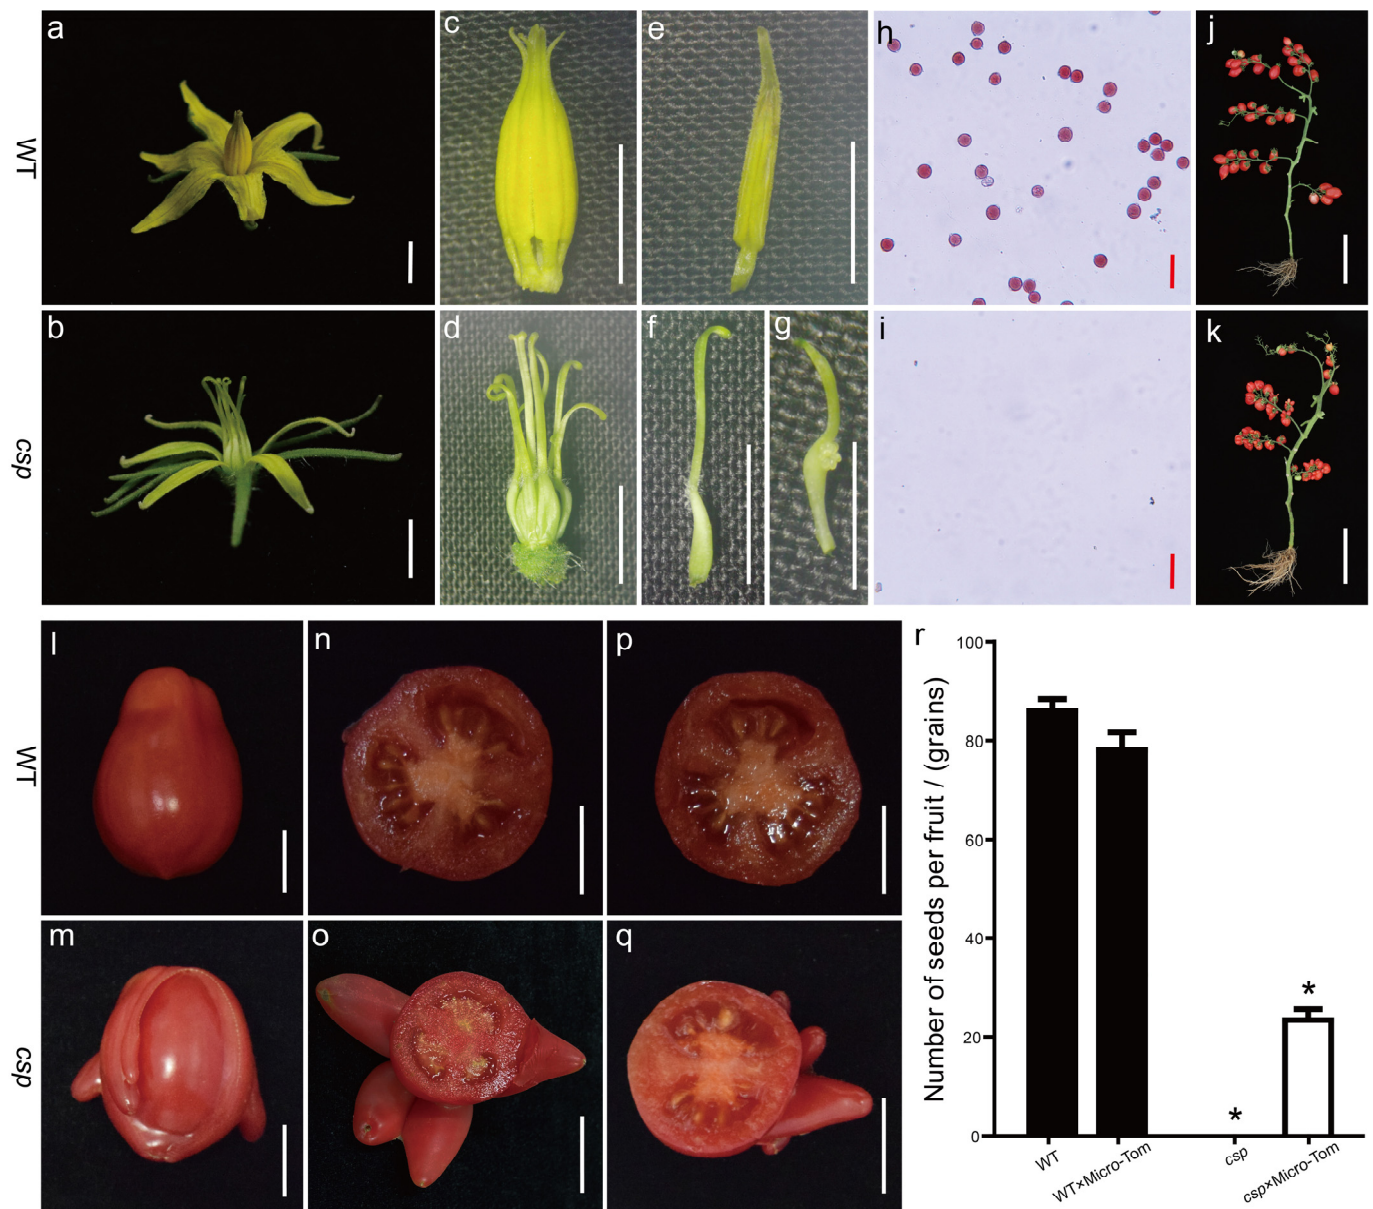 a
c
e
h
j
WT
b
d
f
g
i
k
csp
l
n
p
WT
m
o
q
csp
r
Number of seeds per fruit / (grains)
100
80
60
40
20
0
*
*
WT
WT×Micro-Tom
csp
csp×Micro-Tom